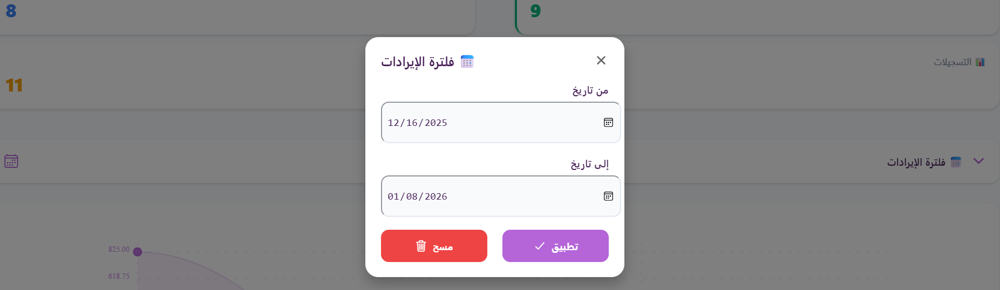 9
8
التسجيلات
11
فلترة الإيرادات
من تاريخ
12/16/2025
إلى تاريخ
01/08/2026
تطبيق
مسح
فلترة الإيرادات
825.00
618.75